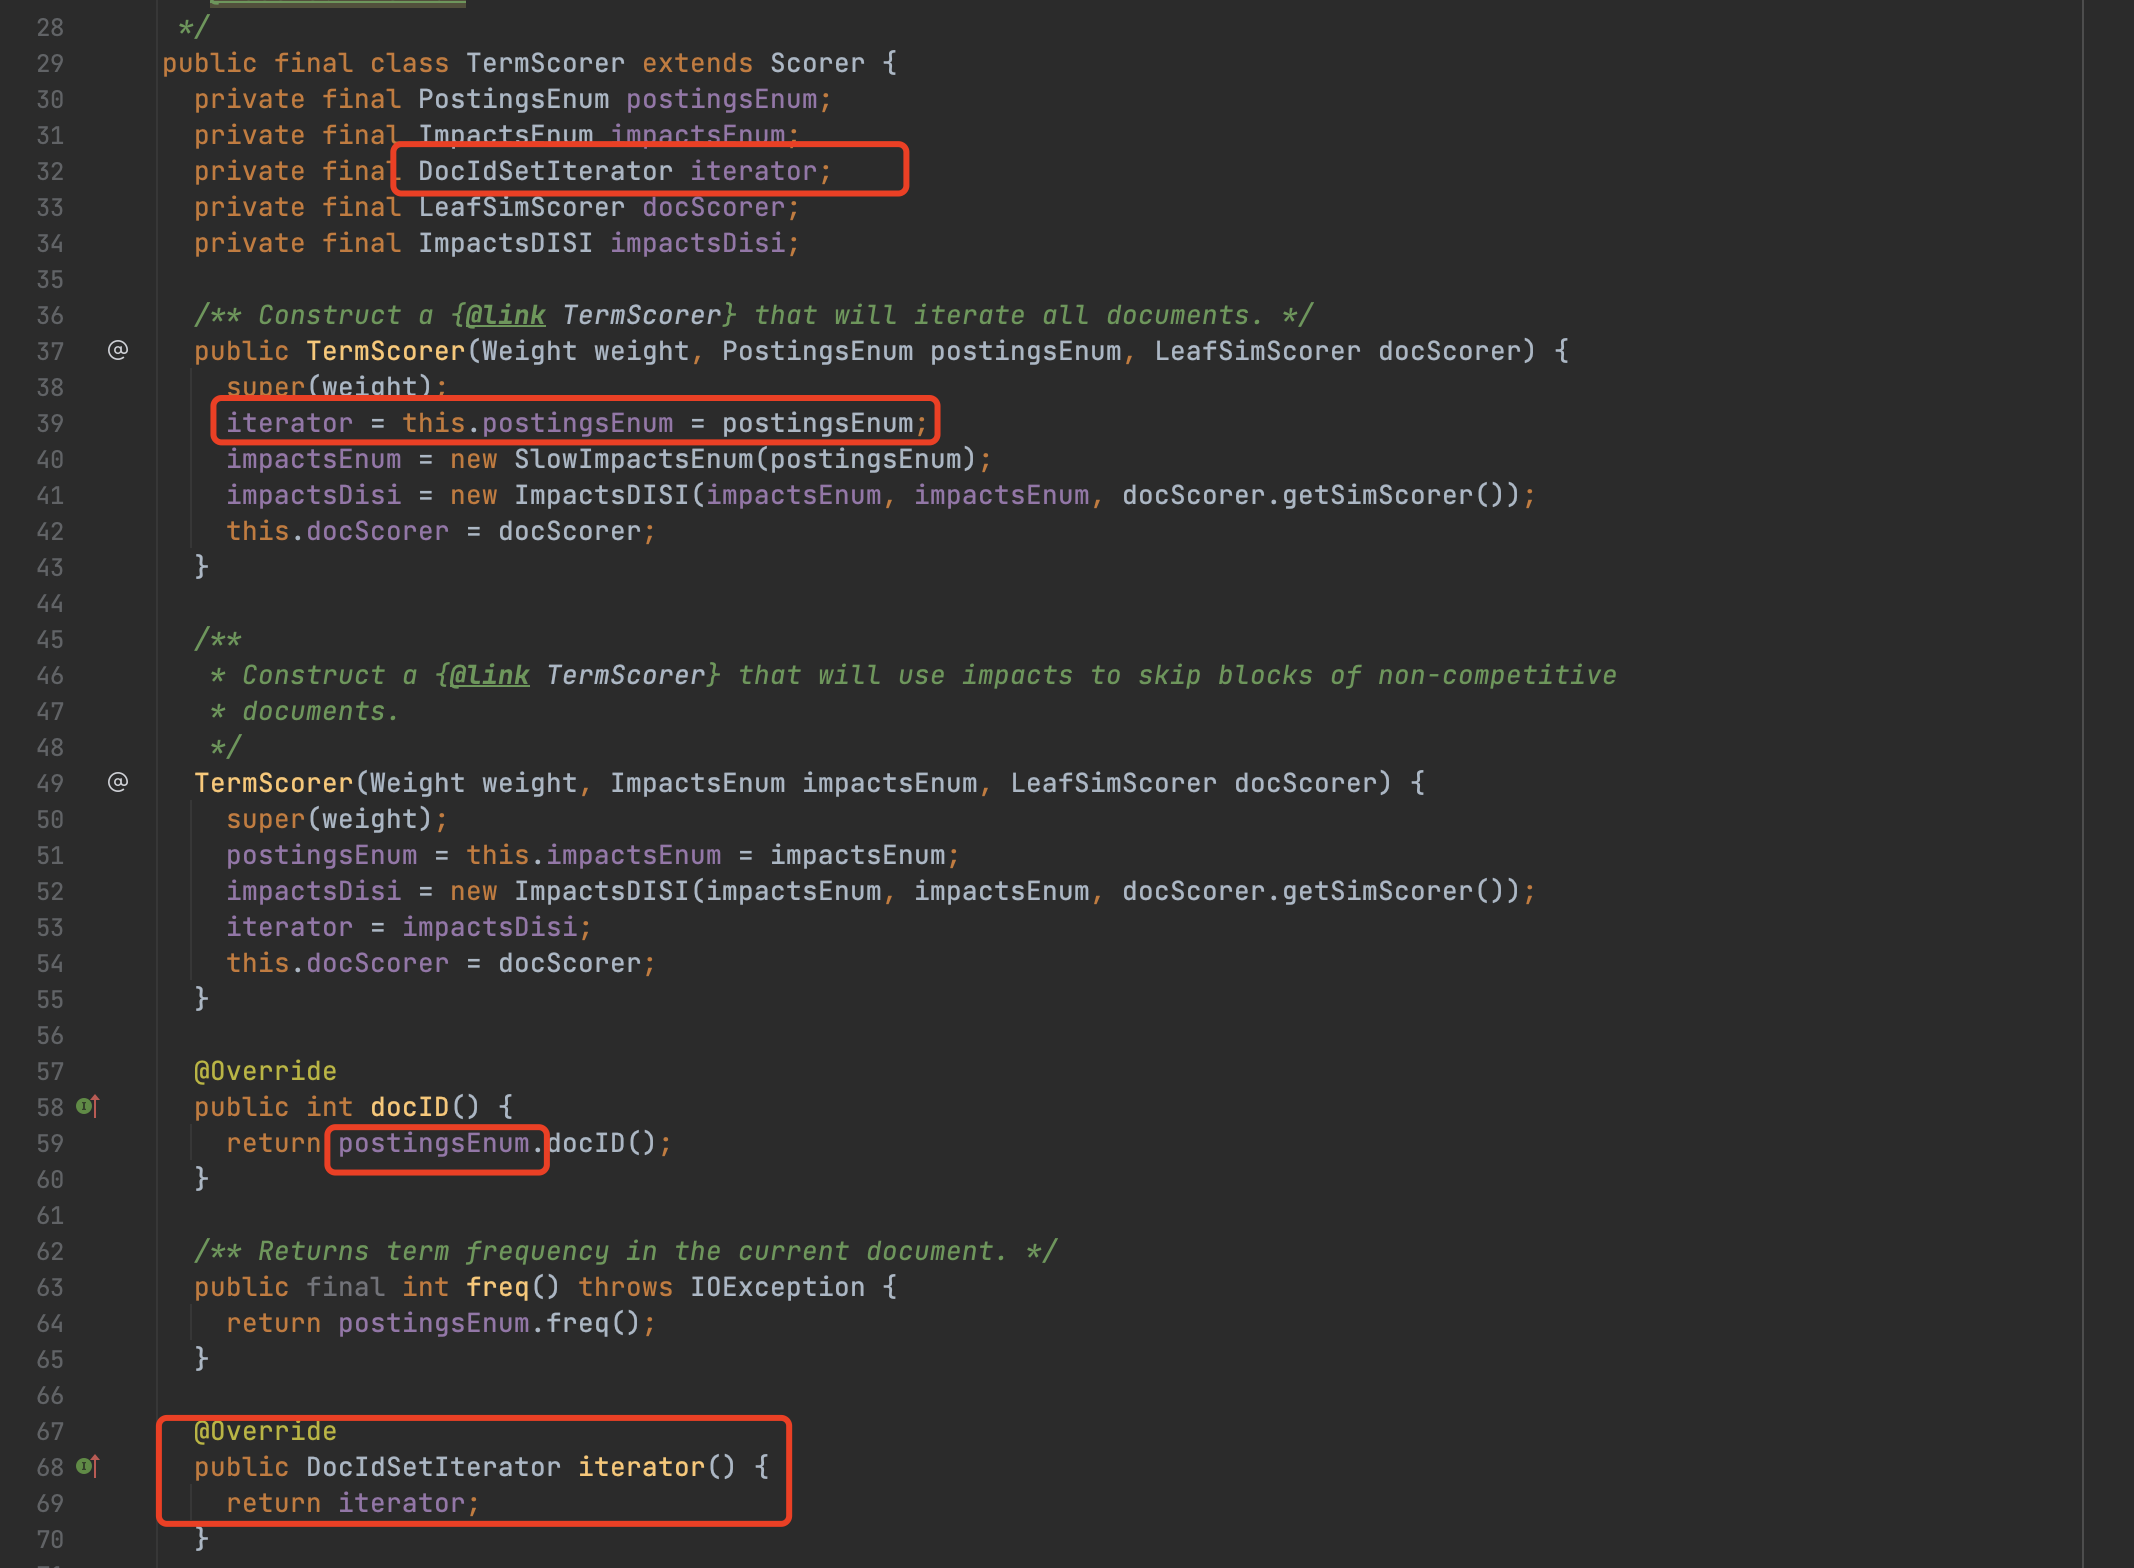 28 */
29 public final class TermScorer extends Scorer {
30 private final PostingsEnum postingsEnum;
31 private final ImpactsEnum impactsEnum;
32 private final DocIdSetIterator iterator;
33 private final LeafSimScorer docScorer;
34 private final ImpactsDISI impactsDisi;
35
36 /** Construct a {@link TermScorer} that will iterate all documents. */
37 @ public TermScorer(Weight weight, PostingsEnum postingsEnum, LeafSimScorer docScorer) {
38 super(weight);
39 iterator = this.postingsEnum = postingsEnum;
40 impactsEnum = new SlowImpactsEnum(postingsEnum);
41 impactsDisi = new ImpactsDISI(impactsEnum, impactsEnum, docScorer.getSimScorer());
42 this.docScorer = docScorer;
43 }
44
45 /**
46 * Construct a {@link TermScorer} that will use impacts to skip blocks of non-competitive
47 * documents.
48 */
49 @ TermScorer(Weight weight, ImpactsEnum impactsEnum, LeafSimScorer docScorer) {
50 super(weight);
51 postingsEnum = this.impactsEnum = impactsEnum;
52 impactsDisi = new ImpactsDISI(impactsEnum, impactsEnum, docScorer.getSimScorer());
53 iterator = impactsDisi;
54 this.docScorer = docScorer;
55 }
56
57 @Override
58 public int docID() {
59 return postingsEnum.docID();
60 }
61
62 /** Returns term frequency in the current document. */
63 public final int freq() throws IOException {
64 return postingsEnum.freq();
65 }
66
67 @Override
68 public DocIdSetIterator iterator() {
69 return iterator;
70 }